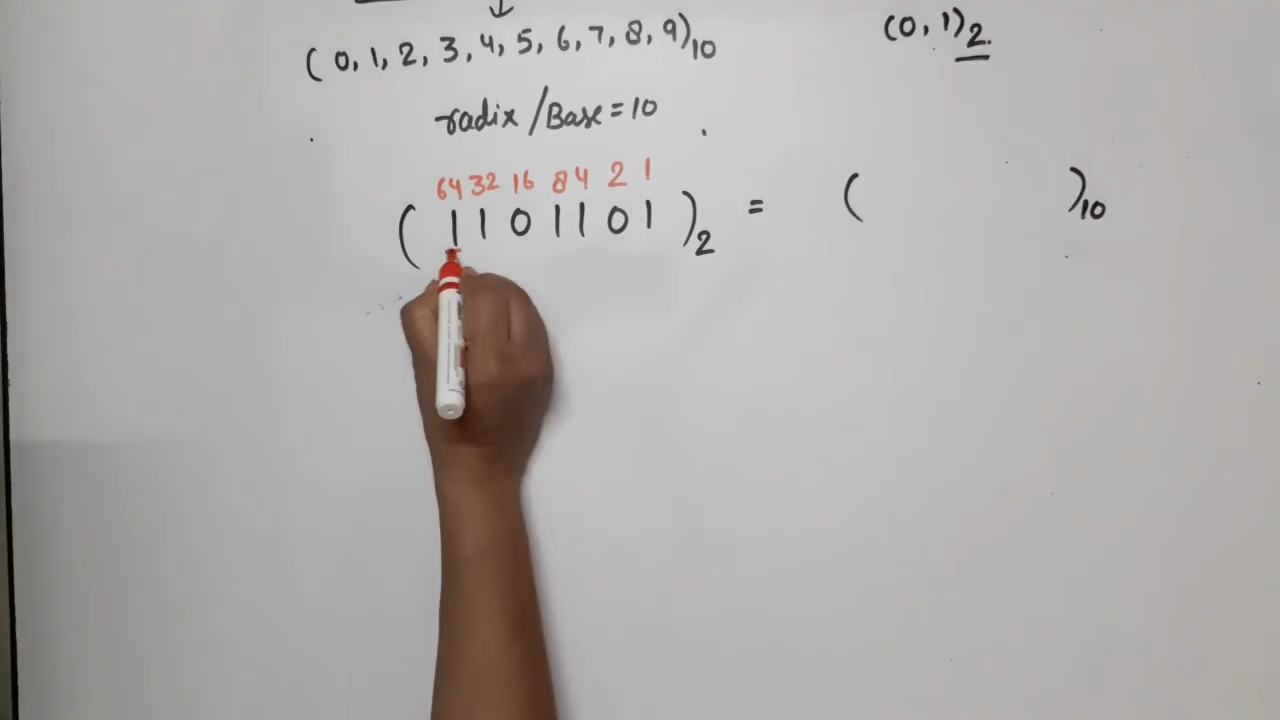 (0, 1, 2, 3, 4, 5, 6, 7, 8, 9)10
(0, 1)2.
radix / Base = 10
64 32 16 8 4 2 1
( 1 1 0 1 1 0 1 )2 = ( )10